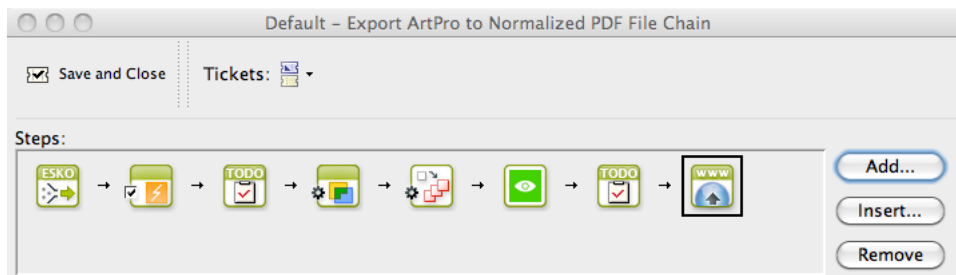 Default – Export ArtPro to Normalized PDF File Chain
Save and Close Tickets:
Steps:
ESKO TODO TODO WWW
Add...
Insert...
Remove